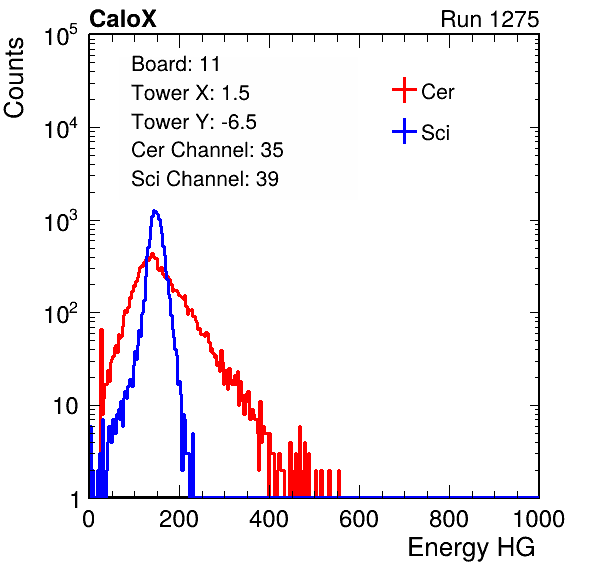 CaloX Run 1275
Counts
10^5
10^4
10^3
10^2
10
1
Board: 11
Tower X: 1.5
Tower Y: -6.5
Cer Channel: 35
Sci Channel: 39
Cer
Sci
0 200 400 600 800 1000
Energy HG